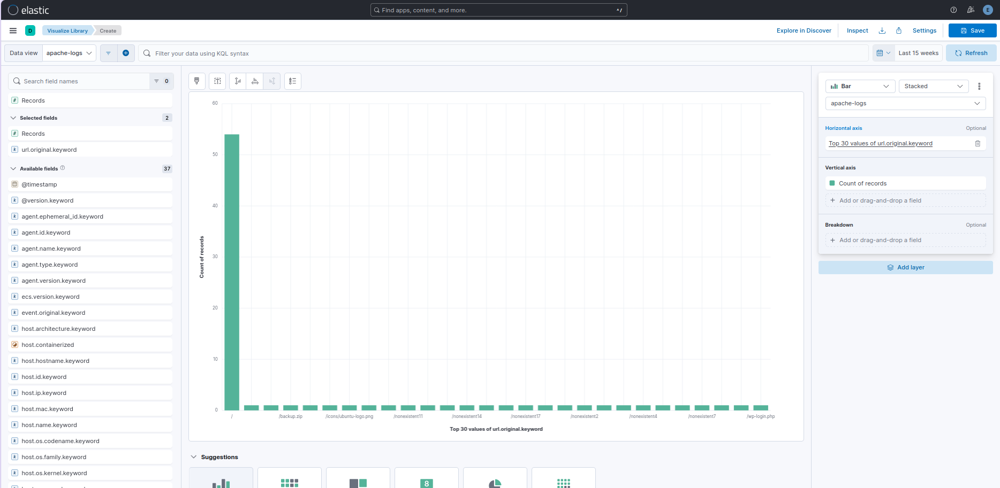 elastic
Find apps, content, and more.
^/
E
D
Visualize Library
Create
Explore in Discover
Inspect
Settings
Save
Data view
apache-logs
Filter your data using KQL syntax
Last 15 weeks
Refresh
Search field names
0
Records
Selected fields
2
Records
url.original.keyword
Available fields
37
@timestamp
@version.keyword
agent.ephemeral_id.keyword
agent.id.keyword
agent.name.keyword
agent.type.keyword
agent.version.keyword
ecs.version.keyword
event.original.keyword
host.architecture.keyword
host.containerized
host.hostname.keyword
host.id.keyword
host.ip.keyword
host.mac.keyword
host.name.keyword
host.os.codename.keyword
host.os.family.keyword
host.os.kernel.keyword
60
50
40
30
20
10
0
Count of records
/
/backup.zip
/icons/ubuntu-logo.png
/nonexistent11
/nonexistent14
/nonexistent17
/nonexistent2
/nonexistent4
/nonexistent7
/wp-login.php
Top 30 values of url.original.keyword
Suggestions
8
Bar
Stacked
apache-logs
Horizontal axis
Optional
Top 30 values of url.original.keyword
Vertical axis
Count of records
Add or drag-and-drop a field
Breakdown
Optional
Add or drag-and-drop a field
Add layer